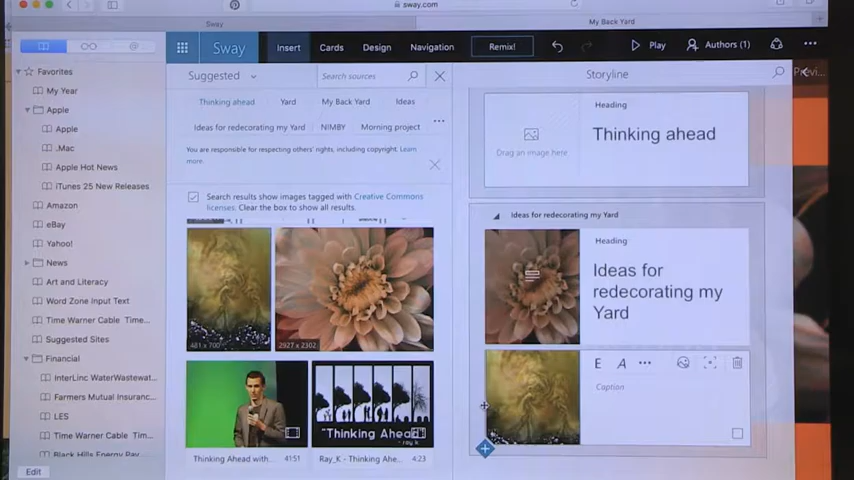 sway.com
Sway
My Back Yard
Sway
Insert
Cards
Design
Navigation
Remix!
Play
Authors (1)
Favorites
My Year
Apple
Apple
.Mac
Apple Hot News
iTunes 25 New Releases
Amazon
eBay
Yahoo!
News
Art and Literacy
Word Zone Input Text
Time Warner Cable Time...
Suggested Sites
Financial
InterLinc WaterWastewat...
Farmers Mutual Insuranc...
LES
Time Warner Cable Time...
Black Hills Energy Pay
Edit
Suggested
Search sources
Thinking ahead
Yard
My Back Yard
Ideas
Ideas for redecorating my Yard
NIMBY
Morning project
You are responsible for respecting others' rights, including copyright. Learn
more.
Search results show images tagged with Creative Commons
licenses. Clear the box to show all results.
481 x 700
2927 x 2302
"Thinking Ahead"
- ray k
Thinking Ahead with...
41:51
Ray_K - Thinking Ahe...
4:23
Storyline
Previ...
Heading
Thinking ahead
Drag an image here
Ideas for redecorating my Yard
Heading
Ideas for
redecorating my
Yard
E A
Caption